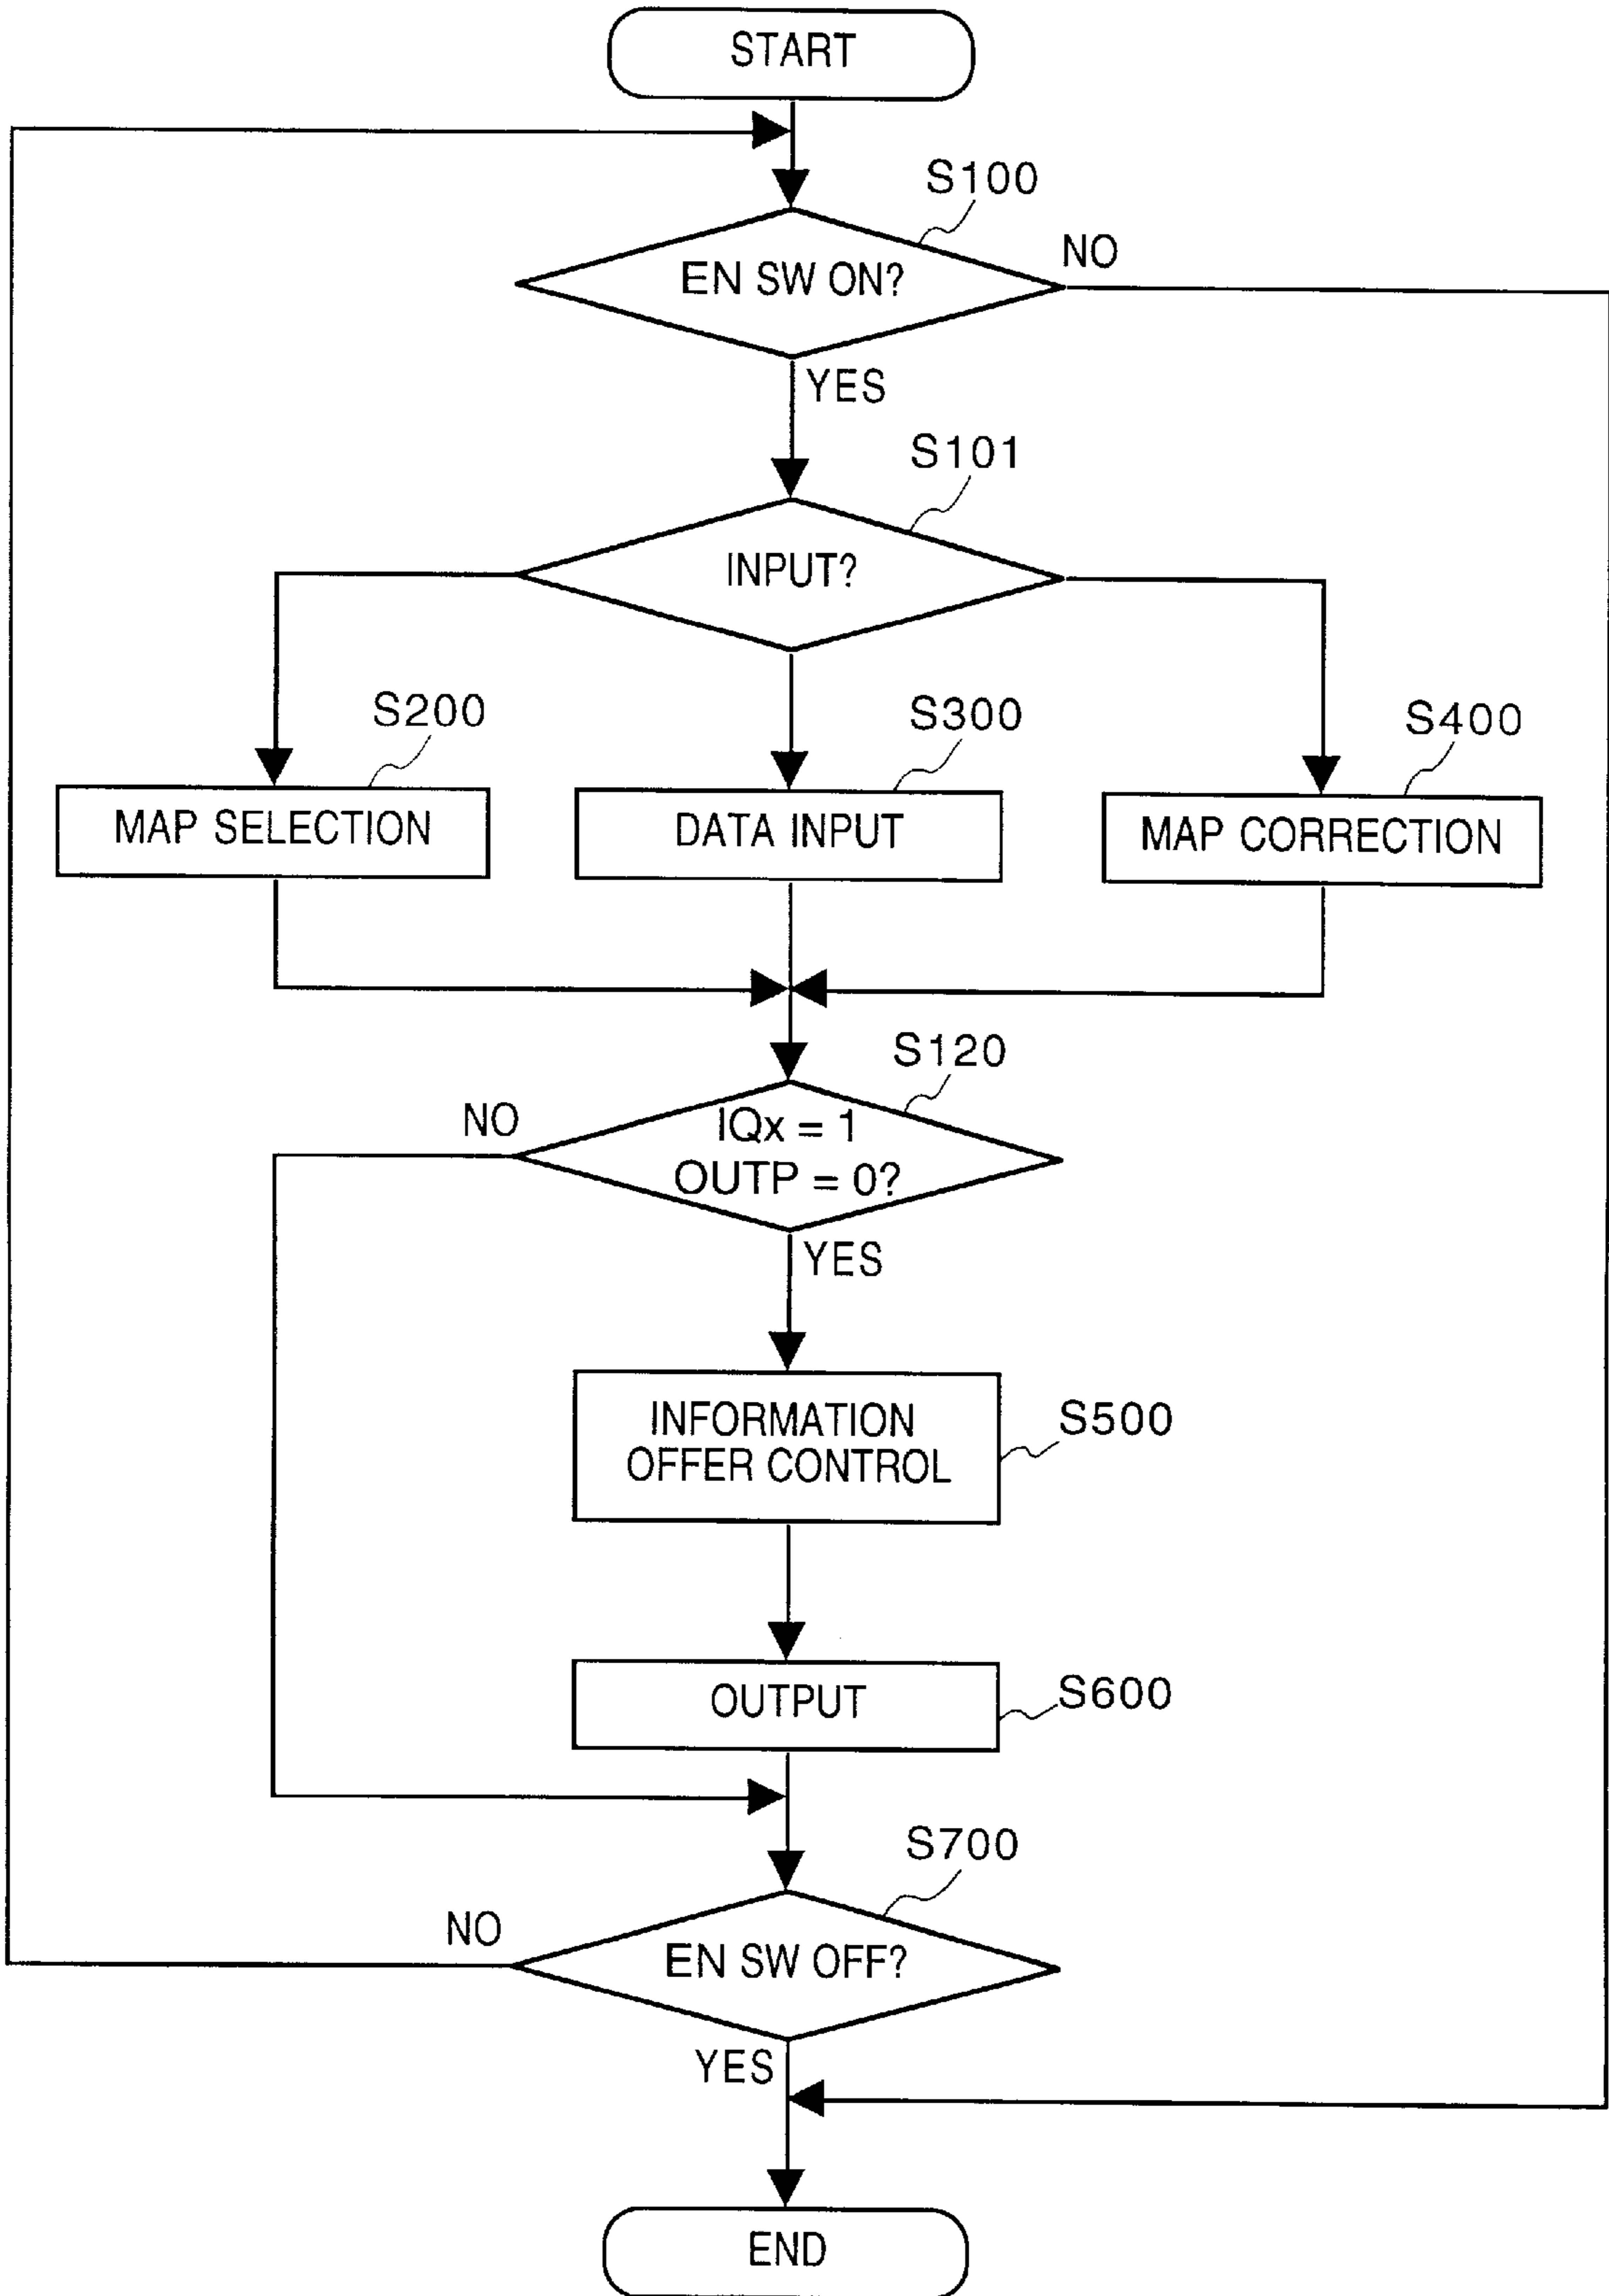 START
S100
EN SW ON?
NO
YES
S101
INPUT?
S200
S300
S400
MAP SELECTION
DATA INPUT
MAP CORRECTION
S120
NO
IQx = 1
OUTP = 0?
YES
INFORMATION
OFFER CONTROL
S500
OUTPUT
S600
S700
NO
EN SW OFF?
YES
END